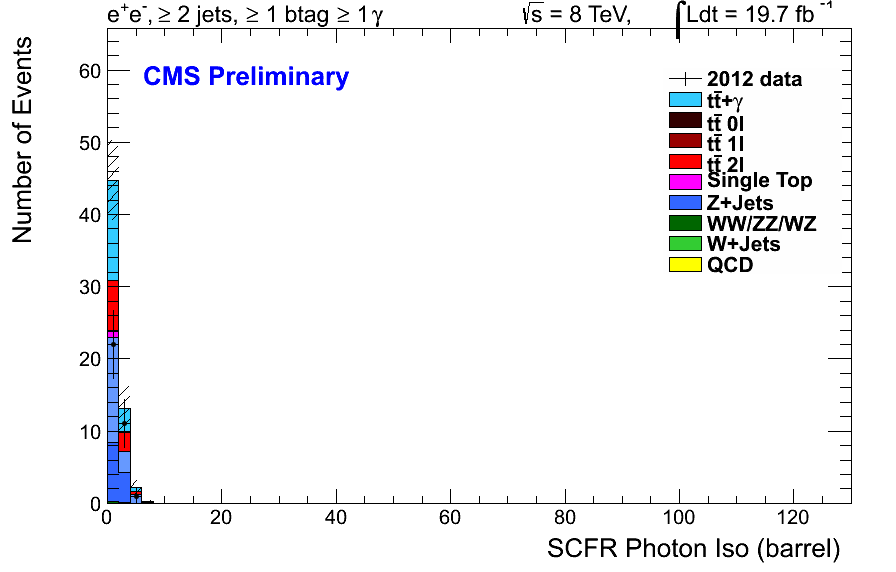 e⁺e⁻, ≥ 2 jets, ≥ 1 btag ≥ 1 γ
√s = 8 TeV, ∫Ldt = 19.7 fb⁻¹
CMS Preliminary
2012 data
tt̄+γ
tt̄ 0l
tt̄ 1l
tt̄ 2l
Single Top
Z+Jets
WW/ZZ/WZ
W+Jets
QCD
Number of Events
60
50
40
30
20
10
0
0 20 40 60 80 100 120
SCFR Photon Iso (barrel)